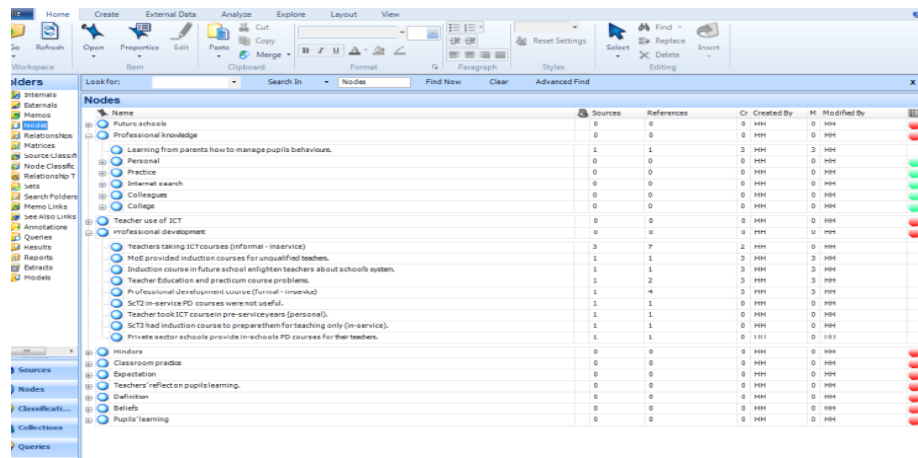 Home Create External Data Analyze Explore Layout View
Refresh Open Properties Edit Paste Cut Copy Merge B I U A Reset Settings Select Find Replace Delete Insert
Workspace Item Clipboard Format Paragraph Styles Editing
lders Look for: Search In Nodes Find Now Clear Advanced Find x
Internals
Externals
Memos
Nodes
Relationships
Matrices
Source Classifi
Node Classific
Relationship T
Sets
Search Folders
Memo Links
See Also Links
Annotations
Queries
Results
Reports
Extracts
Models
Sources
Nodes
Classificati...
Collections
Queries
Nodes
Name Sources References Cr Created By M Modified By
Future schools 0 0 0 HH 0 HH
Professional knowledge 0 0 0 HH 0 HH
Learning from parents how to manage pupils behavioure. 1 1 3 HH 3 HH
Personal 0 0 0 HH 0 HH
Practice 0 0 0 HH 0 HH
Internet search 0 0 0 HH 0 HH
Colleagues 0 0 0 HH 0 HH
College 0 0 0 HH 0 HH
Teacher use of ICT 0 0 0 HH 0 HH
Professional development 0 0 0 HH 0 HH
Teachers taking ICT courses (informal - inservice) 3 7 2 HH 0 HH
MoE provided induction courses for unqualified teachers. 1 1 3 HH 3 HH
Induction course in future school enlighten teachers about schools system. 1 1 3 HH 3 HH
Teacher Education and practicum course problems. 1 2 3 HH 3 HH
Professional development course (formal - inservice) 1 4 3 HH 3 HH
ScT2 in-service PD courses were not useful. 1 1 0 HH 0 HH
Teacher took ICT course in pre-service years (personal). 1 1 0 HH 0 HH
ScT3 had induction course to prepare them for teaching only (in-service). 1 1 0 HH 0 HH
Private sector schools provide in-schools PD courses for their teachers. 1 1 0 HH 0 HH
Hinders 0 0 0 HH 0 HH
Classroom practice 0 0 0 HH 0 HH
Expectation 0 0 0 HH 0 HH
Teachers' reflect on pupils learning. 0 0 0 HH 0 HH
Definition 0 0 0 HH 0 HH
Beliefs 0 0 0 HH 0 HH
Pupils' learning 0 0 0 HH 0 HH